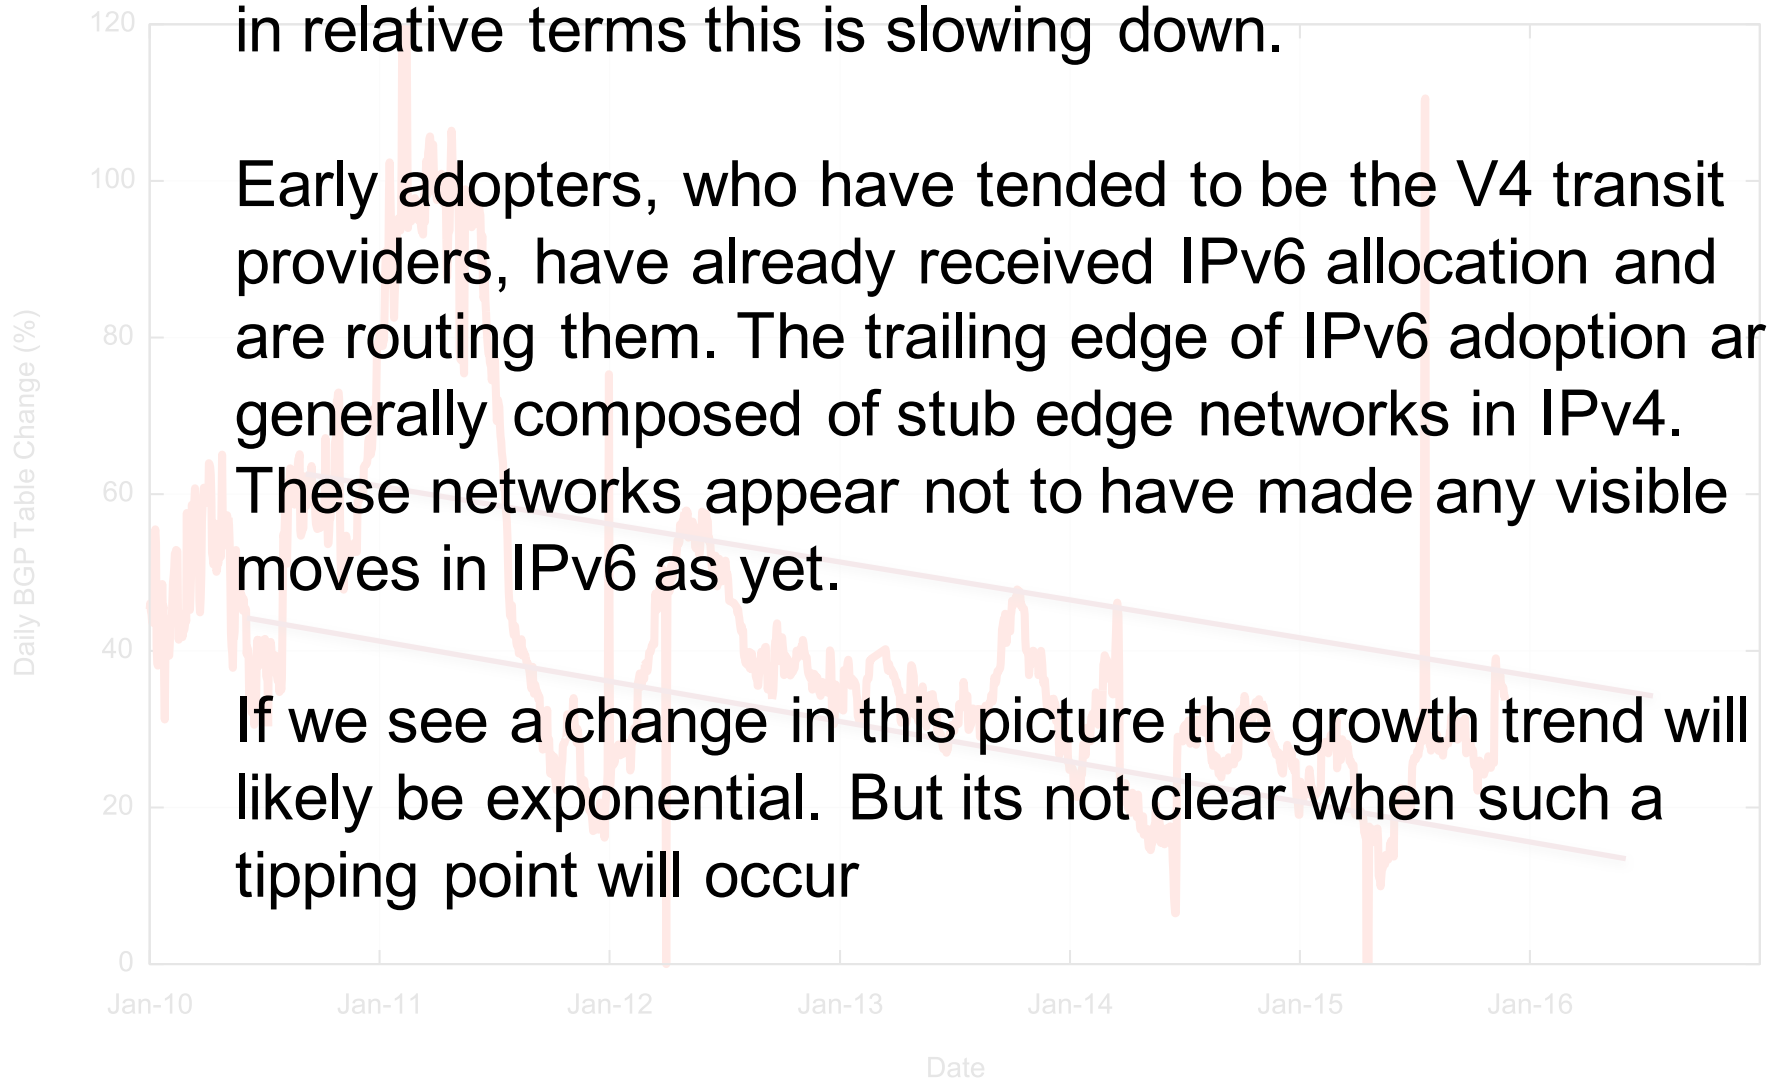 in relative terms this is slowing down.
Early adopters, who have tended to be the V4 transit
providers, have already received IPv6 allocation and
are routing them. The trailing edge of IPv6 adoption ar
generally composed of stub edge networks in IPv4.
These networks appear not to have made any visible
moves in IPv6 as yet.
If we see a change in this picture the growth trend will
likely be exponential. But its not clear when such a
tipping point will occur
Daily BGP Table Change (%)
120
100
80
60
40
20
0
Jan-10 Jan-11 Jan-12 Jan-13 Jan-14 Jan-15 Jan-16
Date